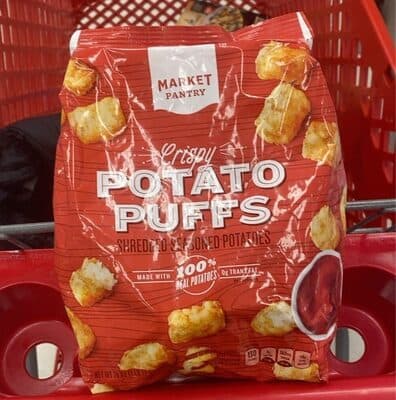 MARKET
PANTRY
Crispy
POTATO
PUFFS
SHREDDED SEASONED POTATOES
MADE WITH 100% REAL POTATOES 0g TRANS FAT